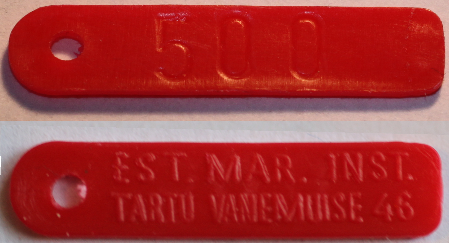 500
EST. MAR. INST.
TARTU VANEMUISE 46